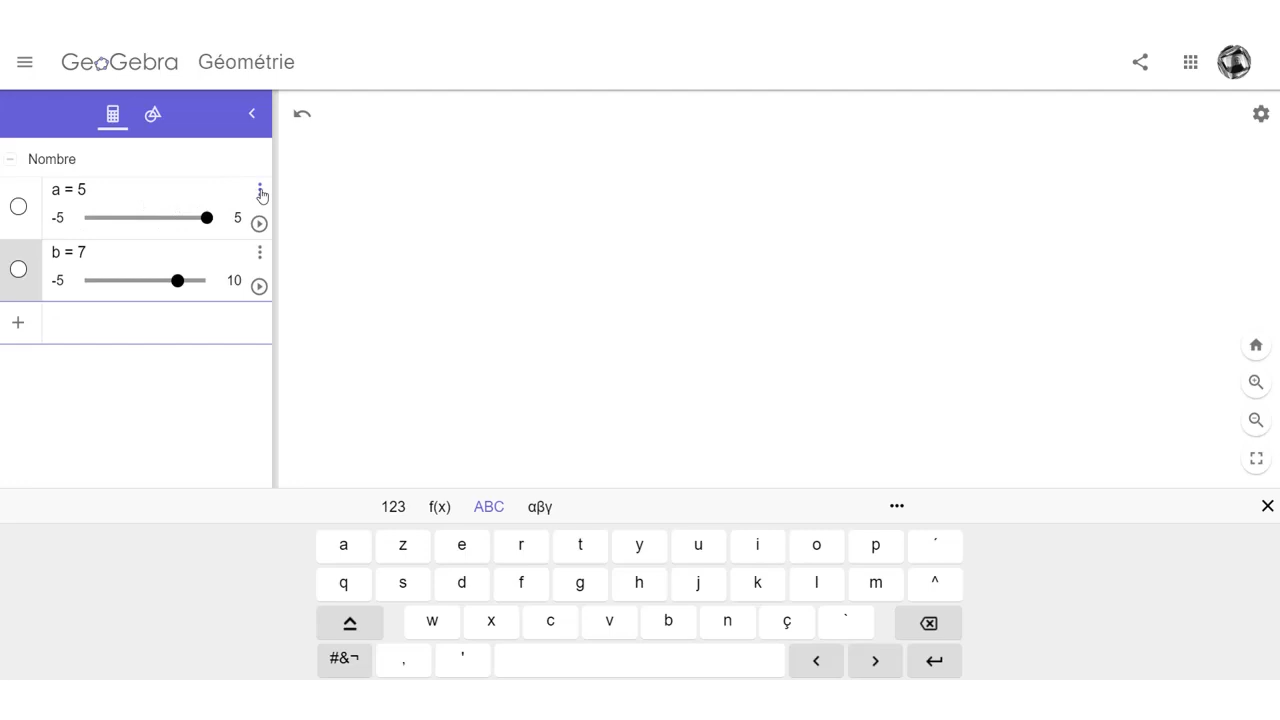 GeoGebra Géométrie
Nombre
a = 5
-5 5
b = 7
-5 10
+
123 f(x) ABC αβγ ...
a z e r t y u i o p ´
q s d f g h j k l m ^
w x c v b n ç `
#&¬ , ' < >